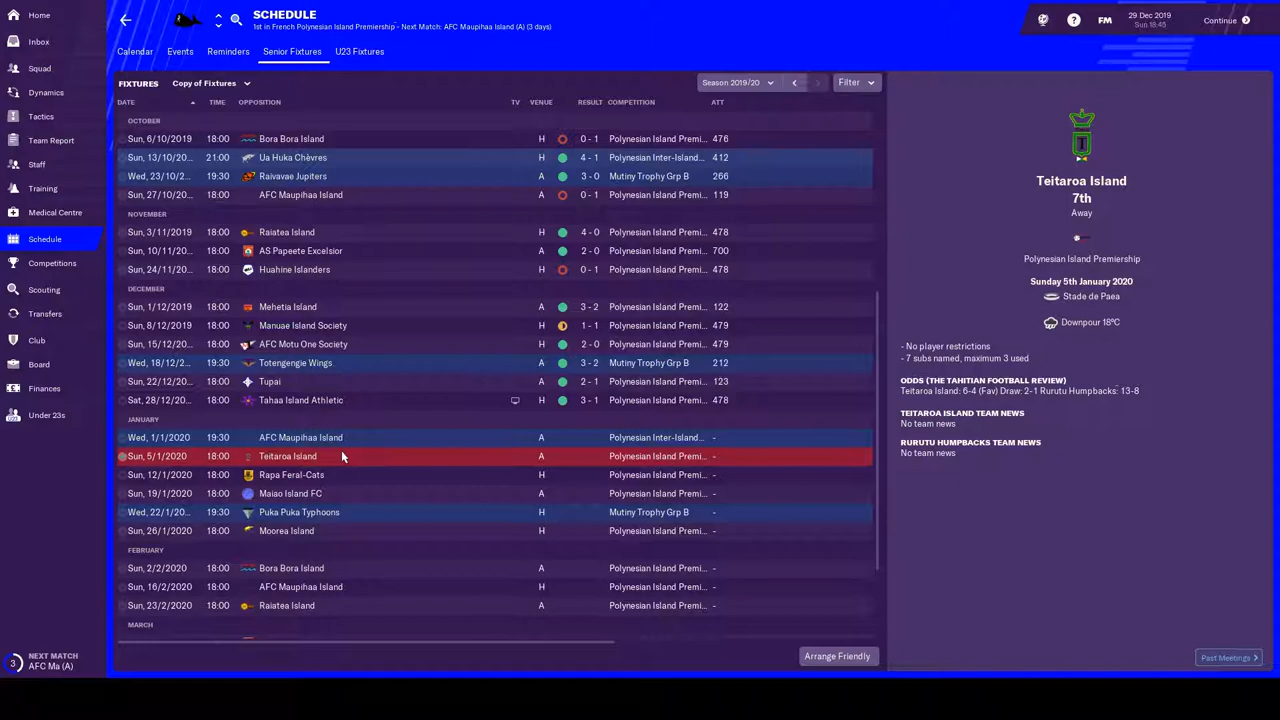 Home
Inbox
Squad
Dynamics
Tactics
Team Report
Staff
Training
Medical Centre
Schedule
Competitions
Scouting
Transfers
Club
Board
Finances
Under 23s
3
NEXT MATCH
AFC Ma (A)
SCHEDULE
1st in French Polynesian Island Premiership - Next Match: AFC Maupihaa Island (A) (3 days)
? FM 29 Dec 2019 Sun 18:45 Continue
Calendar Events Reminders Senior Fixtures U23 Fixtures
FIXTURES Copy of Fixtures Season 2019/20 Filter
DATE TIME OPPOSITION TV VENUE RESULT COMPETITION ATT
OCTOBER
Sun, 6/10/2019 18:00 Bora Bora Island H 0 - 1 Polynesian Island Premi... 476
Sun, 13/10/20... 21:00 Ua Huka Chèvres H 4 - 1 Polynesian Inter-Island... 412
Wed, 23/10/2... 19:30 Raivavae Jupiters A 3 - 0 Mutiny Trophy Grp B 266
Sun, 27/10/20... 18:00 AFC Maupihaa Island A 0 - 1 Polynesian Island Premi... 119
NOVEMBER
Sun, 3/11/2019 18:00 Raiatea Island H 4 - 0 Polynesian Island Premi... 478
Sun, 10/11/20... 18:00 AS Papeete Excelsior A 2 - 0 Polynesian Island Premi... 700
Sun, 24/11/20... 18:00 Huahine Islanders H 0 - 1 Polynesian Island Premi... 478
DECEMBER
Sun, 1/12/2019 18:00 Mehetia Island A 3 - 2 Polynesian Island Premi... 122
Sun, 8/12/2019 18:00 Manuae Island Society H 1 - 1 Polynesian Island Premi... 479
Sun, 15/12/20... 18:00 AFC Motu One Society H 2 - 0 Polynesian Island Premi... 479
Wed, 18/12/2... 19:30 Totengengie Wings A 3 - 2 Mutiny Trophy Grp B 212
Sun, 22/12/20... 18:00 Tupai A 2 - 1 Polynesian Island Premi... 123
Sat, 28/12/20... 18:00 Tahaa Island Athletic H 3 - 1 Polynesian Island Premi... 478
JANUARY
Wed, 1/1/2020 19:30 AFC Maupihaa Island A Polynesian Inter-Island... -
Sun, 5/1/2020 18:00 Teitaroa Island A Polynesian Island Premi... -
Sun, 12/1/2020 18:00 Rapa Feral-Cats H Polynesian Island Premi... -
Sun, 19/1/2020 18:00 Maiao Island FC A Polynesian Island Premi... -
Wed, 22/1/20... 19:30 Puka Puka Typhoons H Mutiny Trophy Grp B -
Sun, 26/1/2020 18:00 Moorea Island H Polynesian Island Premi... -
FEBRUARY
Sun, 2/2/2020 18:00 Bora Bora Island A Polynesian Island Premi... -
Sun, 16/2/2020 18:00 AFC Maupihaa Island H Polynesian Island Premi... -
Sun, 23/2/2020 18:00 Raiatea Island A Polynesian Island Premi... -
MARCH
Arrange Friendly
Teitaroa Island
7th
Away
Polynesian Island Premiership
Sunday 5th January 2020
Stade de Paea
Downpour 18°C
- No player restrictions
- 7 subs named, maximum 3 used
ODDS (THE TAHITIAN FOOTBALL REVIEW)
Teitaroa Island: 6-4 (Fav) Draw: 2-1 Rurutu Humpbacks: 13-8
TEITAROA ISLAND TEAM NEWS
No team news
RURUTU HUMPBACKS TEAM NEWS
No team news
Past Meetings